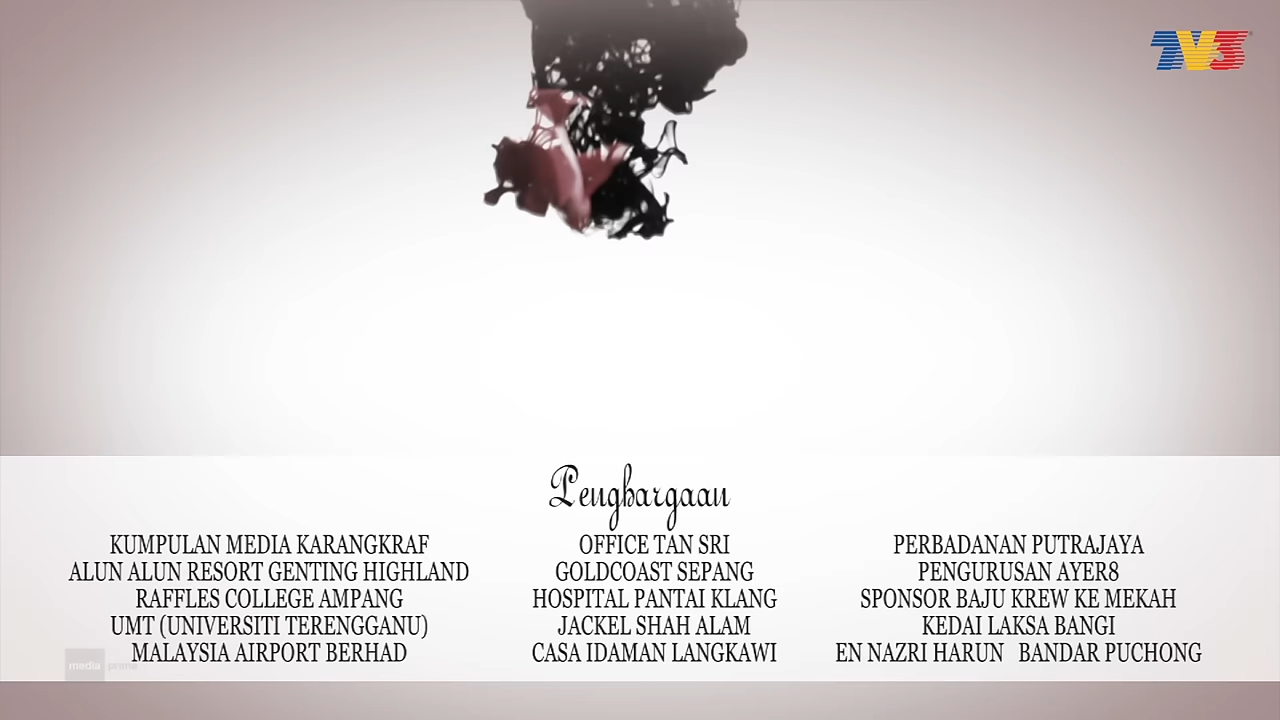 TV3
Penghargaan
KUMPULAN MEDIA KARANGKRAF
ALUN ALUN RESORT GENTING HIGHLAND
RAFFLES COLLEGE AMPANG
UMT (UNIVERSITI TERENGGANU)
MALAYSIA AIRPORT BERHAD
OFFICE TAN SRI
GOLDCOAST SEPANG
HOSPITAL PANTAI KLANG
JACKEL SHAH ALAM
CASA IDAMAN LANGKAWI
PERBADANAN PUTRAJAYA
PENGURUSAN AYER8
SPONSOR BAJU KREW KE MEKAH
KEDAI LAKSA BANGI
EN NAZRI HARUN BANDAR PUCHONG
media prima